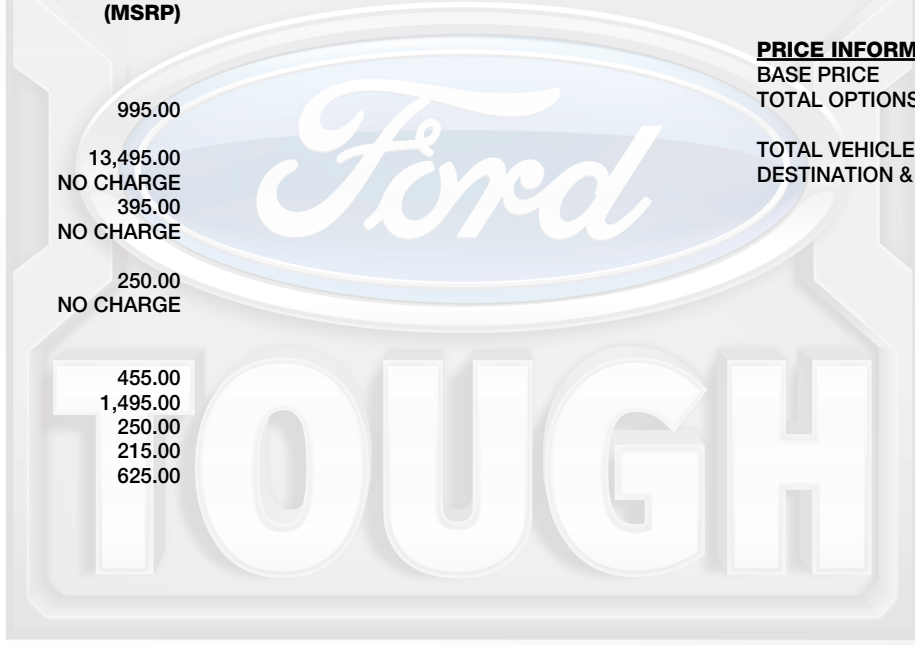 (MSRP)
995.00
13,495.00
NO CHARGE
395.00
NO CHARGE
250.00
NO CHARGE
455.00
1,495.00
250.00
215.00
625.00
PRICE INFORM
BASE PRICE
TOTAL OPTIONS
TOTAL VEHICLE
DESTINATION &
Ford
TOUGH